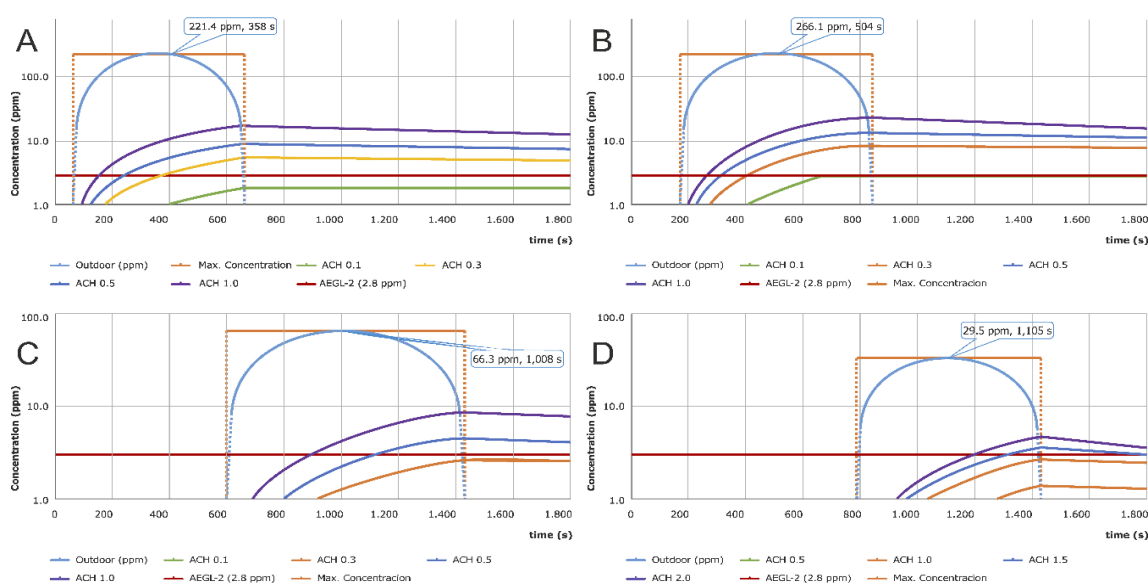 A
221.4 ppm, 358 s
100.0
10.0
1.0
Concentration (ppm)
0 200 400 600 800 1.000 1.200 1.400 1.600 1.800
time (s)
Outdoor (ppm) Max. Concentration ACH 0.1 ACH 0.3
ACH 0.5 ACH 1.0 AEGL-2 (2.8 ppm)
B
266.1 ppm, 504 s
100.0
10.0
1.0
Concentration (ppm)
0 200 400 600 800 1.000 1.200 1.400 1.600 1.800
time (s)
Outdoor (ppm) ACH 0.1 ACH 0.3 ACH 0.5
ACH 1.0 AEGL-2 (2.8 ppm) Max. Concentracion
C
66.3 ppm, 1,008 s
100.0
10.0
1.0
Concentration (ppm)
0 200 400 600 800 1.000 1.200 1.400 1.600 1.800
time (s)
Outdoor (ppm) ACH 0.1 ACH 0.3 ACH 0.5
ACH 1.0 AEGL-2 (2.8 ppm) Max. Concentracion
D
29.5 ppm, 1,105 s
100.0
10.0
1.0
Concentration (ppm)
0 200 400 600 800 1.000 1.200 1.400 1.600 1.800
time (s)
Outdoor (ppm) ACH 0.5 ACH 1.0 ACH 1.5
ACH 2.0 AEGL-2 (2.8 ppm) Max. Concentracion